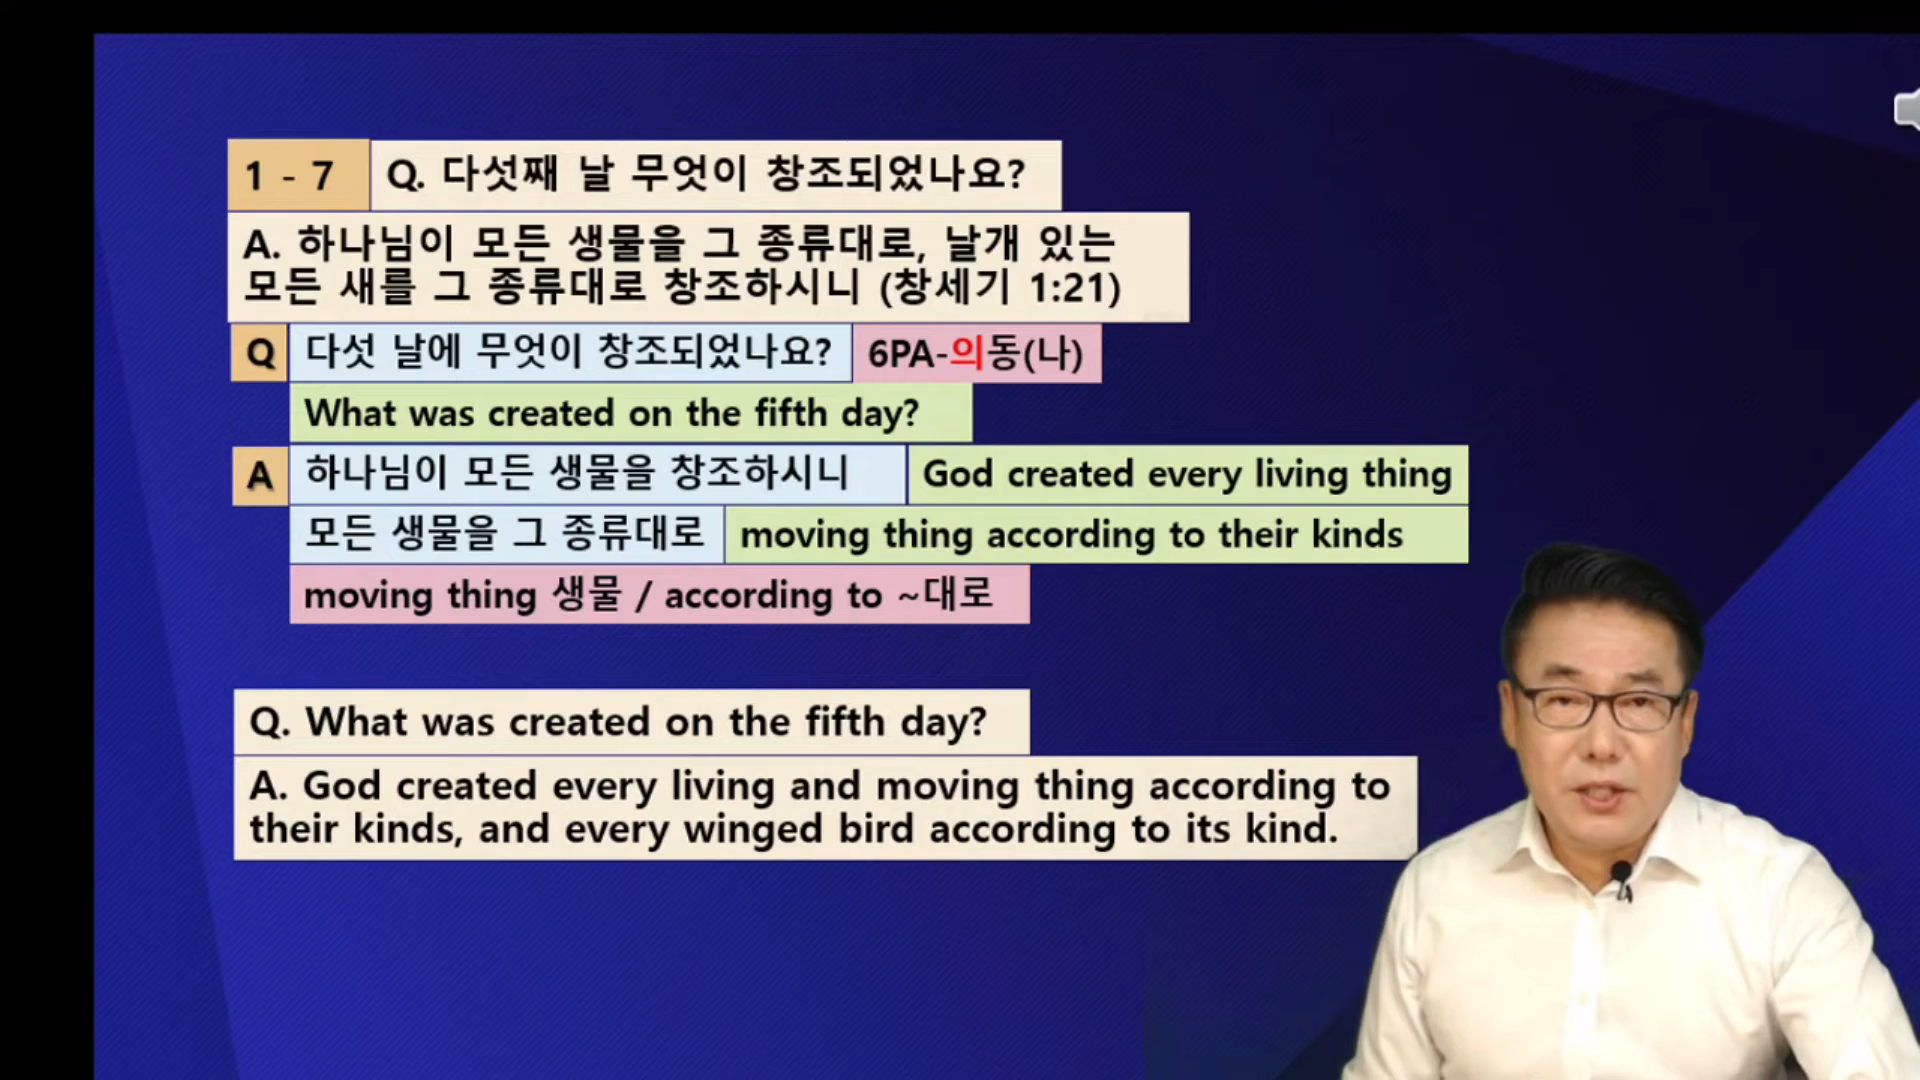 1 - 7 Q. 다섯째 날 무엇이 창조되었나요?
A. 하나님이 모든 생물을 그 종류대로, 날개 있는
모든 새를 그 종류대로 창조하시니 (창세기 1:21)
Q 다섯 날에 무엇이 창조되었나요? 6PA-의동(나)
What was created on the fifth day?
A 하나님이 모든 생물을 창조하시니 God created every living thing
모든 생물을 그 종류대로 moving thing according to their kinds
moving thing 생물 / according to ~대로
Q. What was created on the fifth day?
A. God created every living and moving thing according to
their kinds, and every winged bird according to its kind.